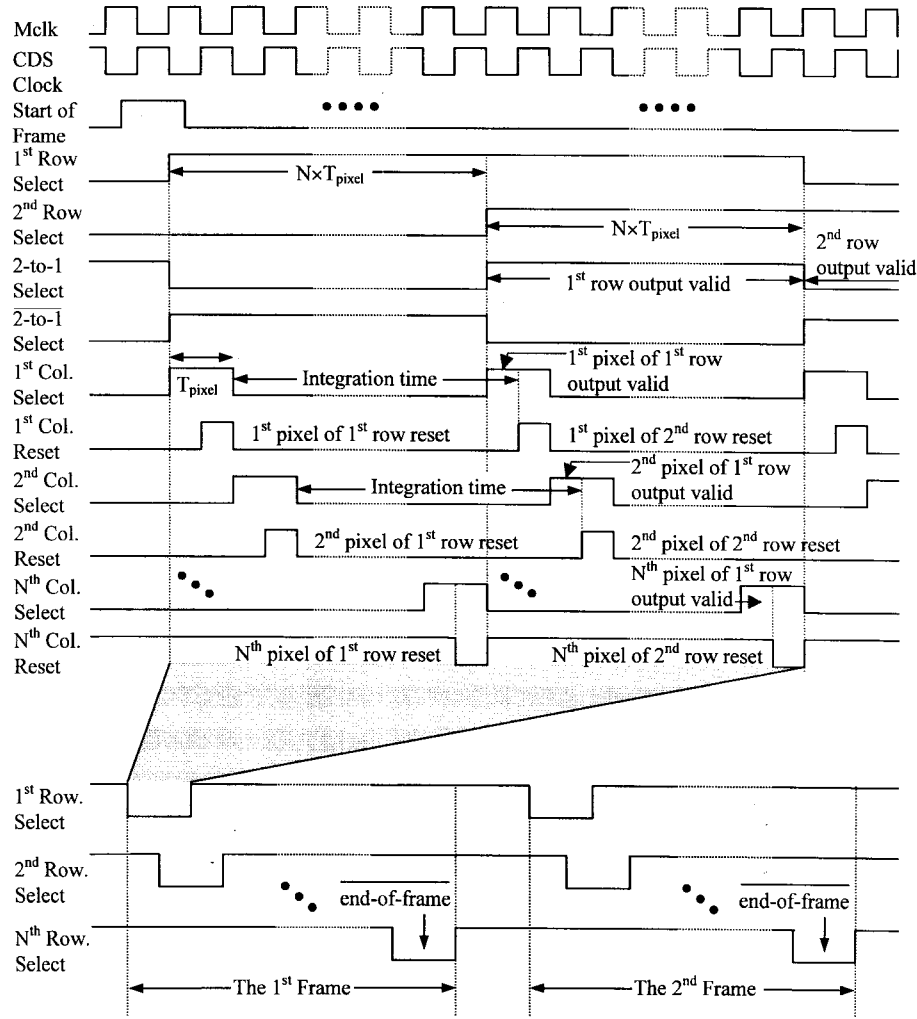 Mclk
CDS
Clock
Start of
Frame
1st Row
Select
N×Tpixel
2nd Row
Select
N×Tpixel
2nd
row
output valid
2-to-1
Select
1st row output valid
2-to-1
Select
1st Col.
Select
Tpixel
Integration time
1st pixel of 1st row
output valid
1st Col.
Reset
1st pixel of 1st row reset
1st pixel of 2nd row reset
2nd Col.
Select
Integration time
2nd pixel of 1st row
output valid
2nd Col.
Reset
2nd pixel of 1st row reset
2nd pixel of 2nd row reset
Nth Col.
Select
Nth pixel of 1st row
output valid
Nth Col.
Reset
Nth pixel of 1st row reset
Nth pixel of 2nd row reset
1st Row.
Select
2nd Row.
Select
end-of-frame
end-of-frame
Nth Row.
Select
The 1st Frame
The 2nd Frame